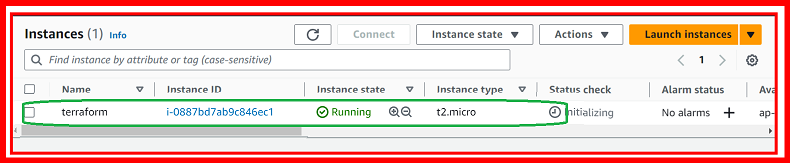 Instances (1) Info
Connect Instance state Actions Launch instances
Find instance by attribute or tag (case-sensitive)
1
Name Instance ID Instance state Instance type Status check Alarm status Ava
terraform i-0887bd7ab9c846ec1 Running t2.micro Initializing No alarms + ap-